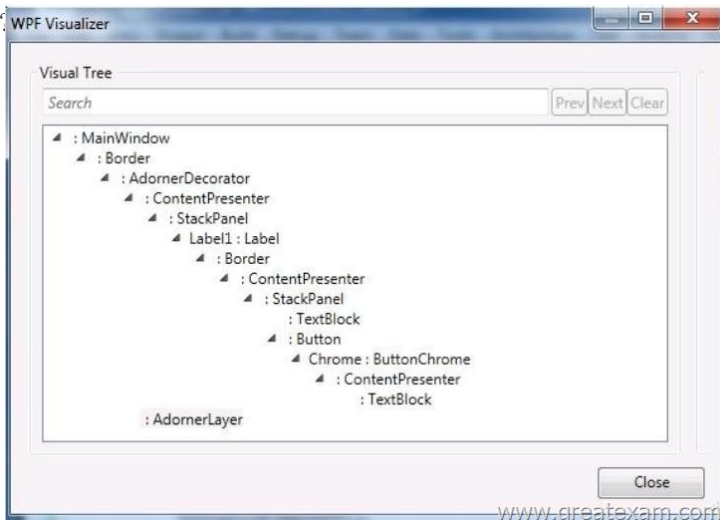 WPF Visualizer
Visual Tree
Search
Prev Next Clear
: MainWindow
: Border
: AdornerDecorator
: ContentPresenter
: StackPanel
Label1 : Label
: Border
: ContentPresenter
: StackPanel
: TextBlock
: Button
Chrome : ButtonChrome
: ContentPresenter
: TextBlock
: AdornerLayer
Close
www.greatexam.com